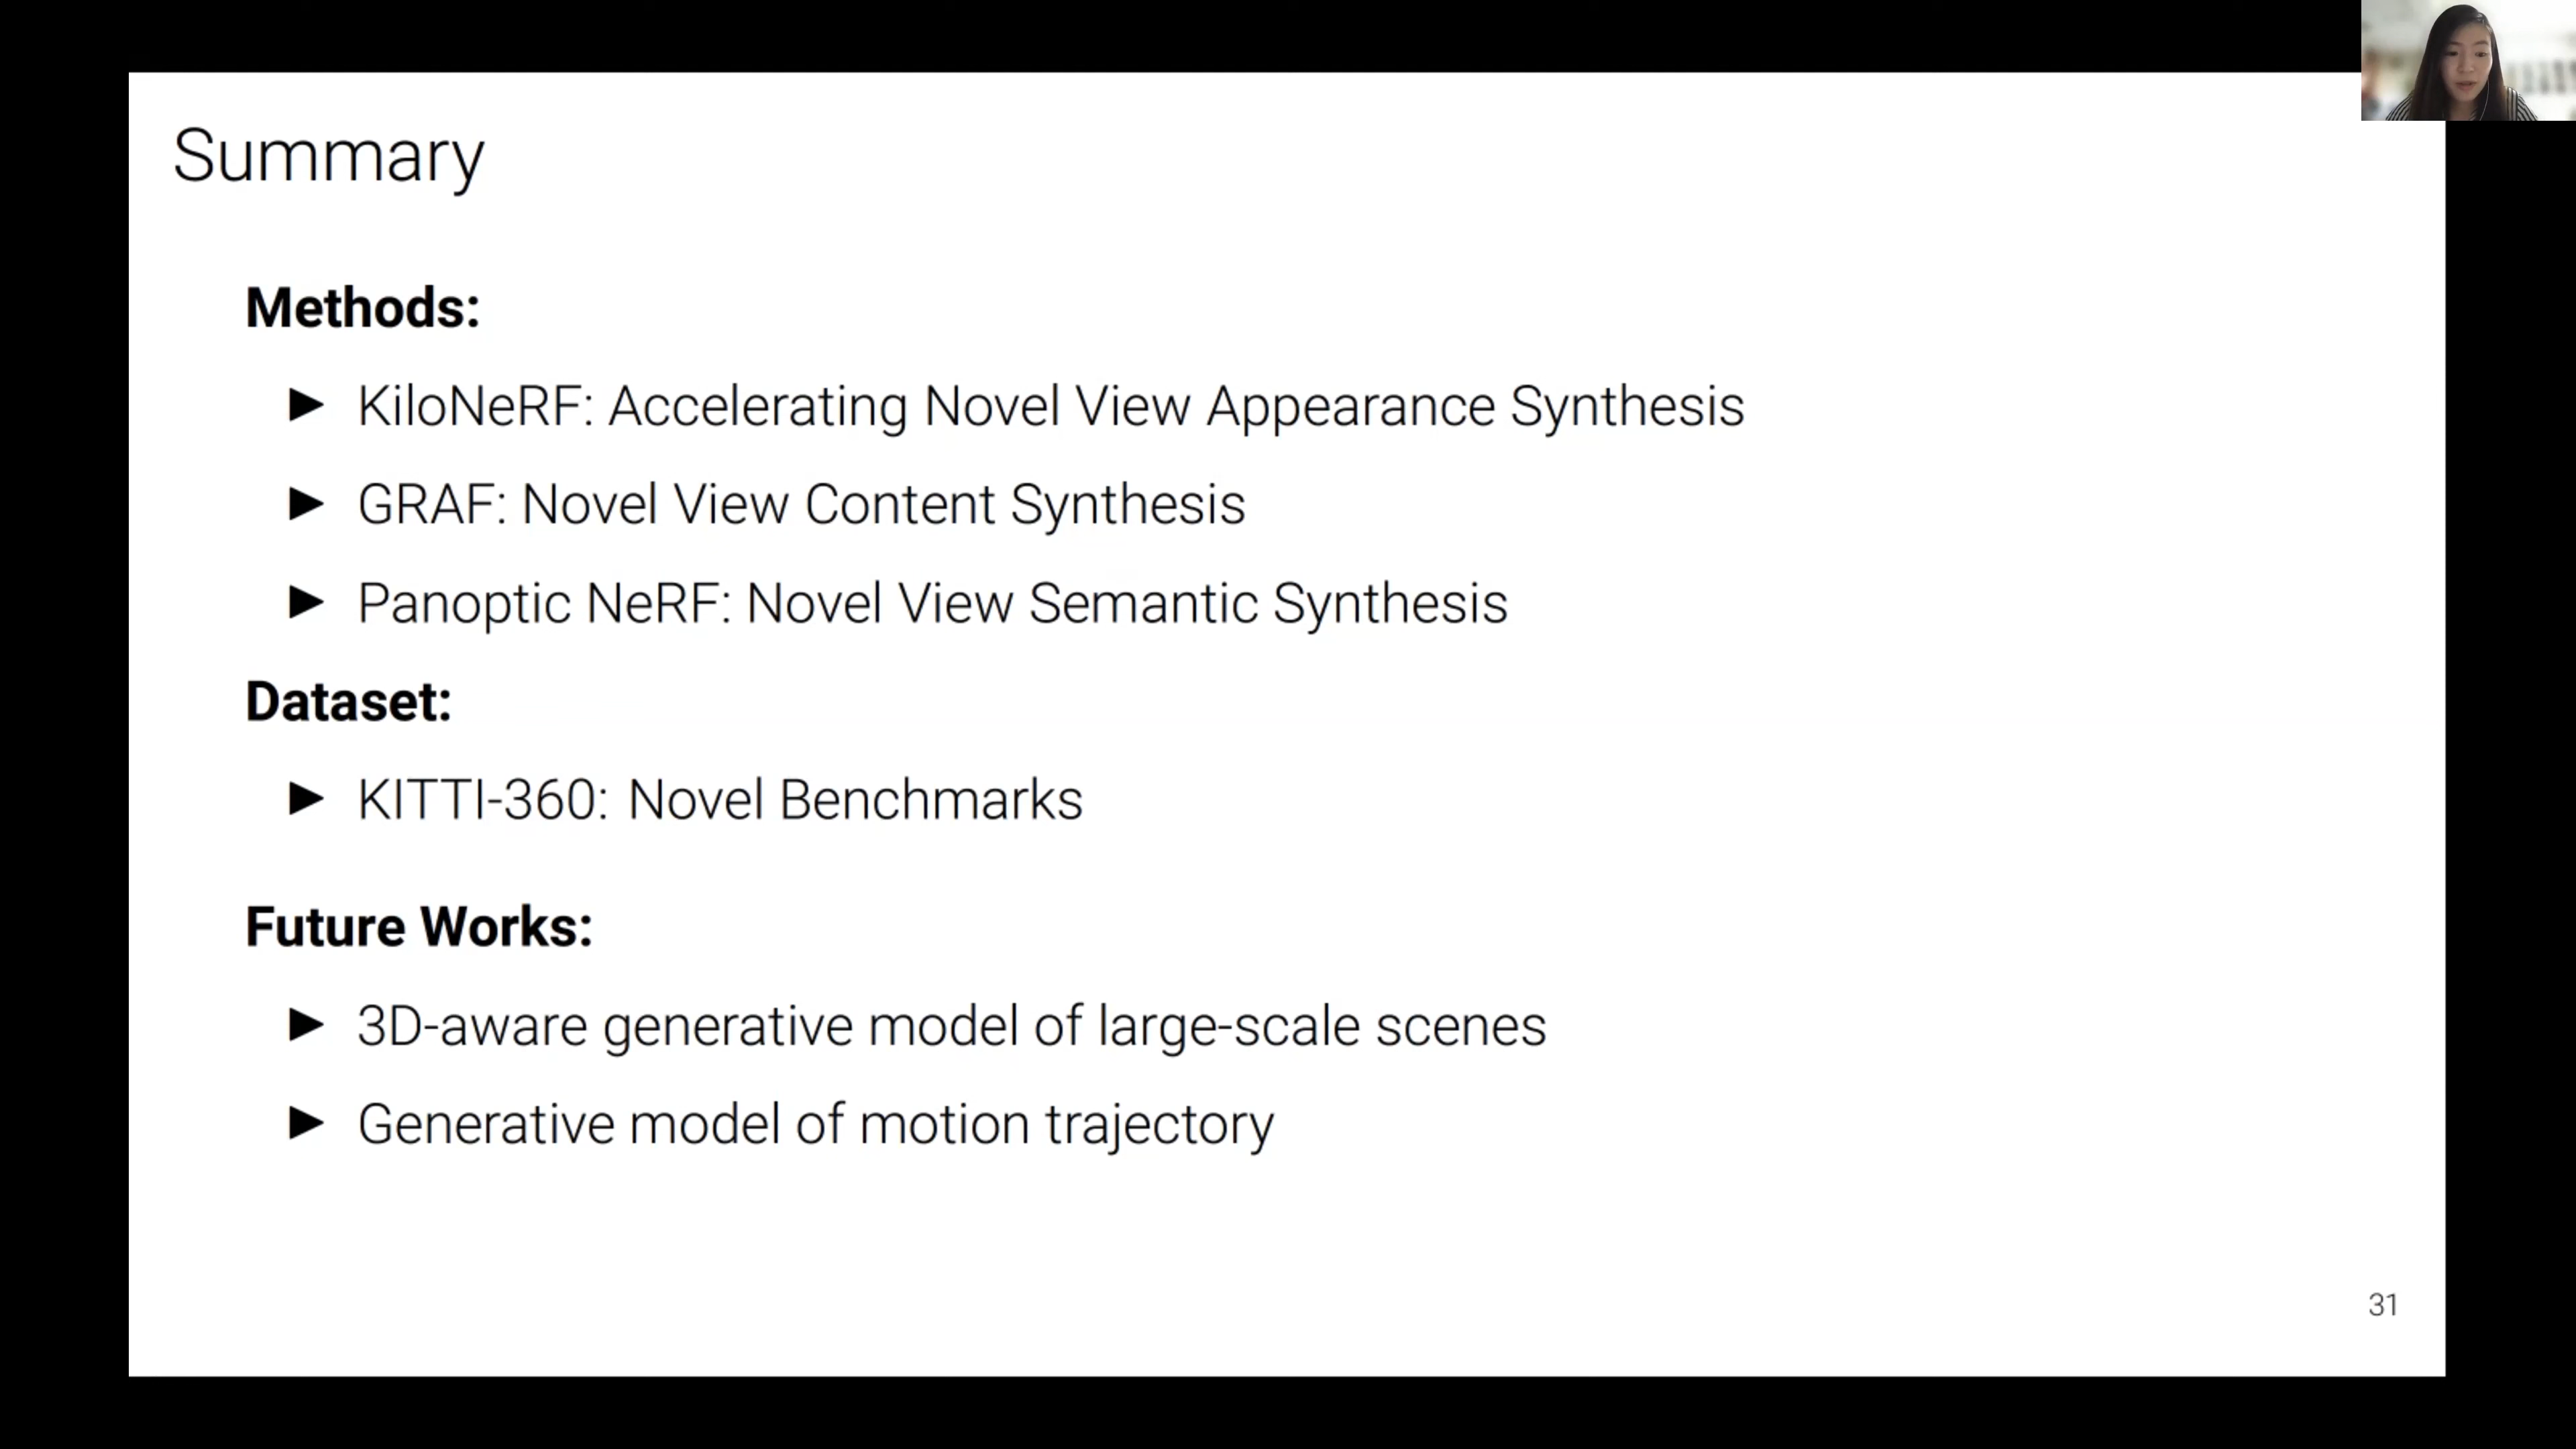 Summary
Methods:
► KiloNeRF: Accelerating Novel View Appearance Synthesis
► GRAF: Novel View Content Synthesis
► Panoptic NeRF: Novel View Semantic Synthesis
Dataset:
► KITTI-360: Novel Benchmarks
Future Works:
► 3D-aware generative model of large-scale scenes
► Generative model of motion trajectory
31